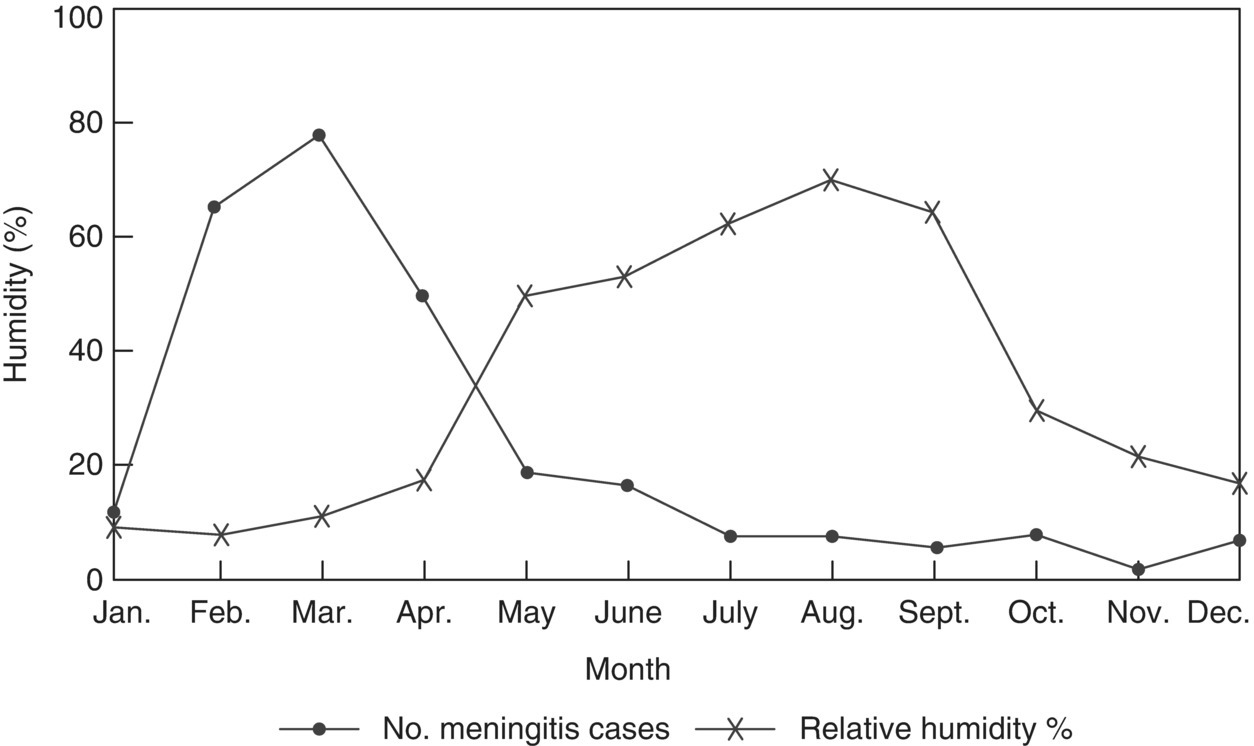 Humidity (%)
100
80
60
40
20
0
Jan. Feb. Mar. Apr. May June July Aug. Sept. Oct. Nov. Dec.
Month
No. meningitis cases Relative humidity %